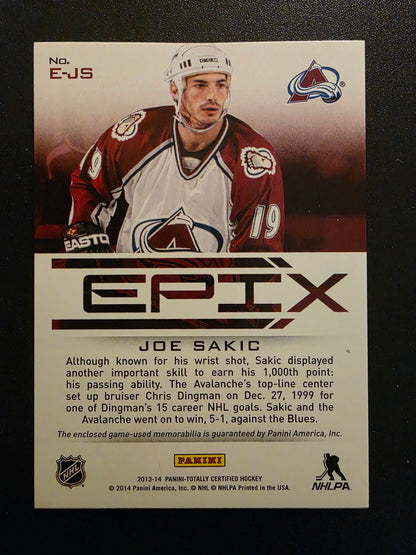 No.
E-JS
19
19
EASTON
EPIX
JOE SAKIC
Although known for his wrist shot, Sakic displayed
another important skill to earn his 1,000th point:
his passing ability. The Avalanche's top-line center
set up bruiser Chris Dingman on Dec. 27, 1999 for
one of Dingman's 15 career NHL goals. Sakic and the
Avalanche went on to win, 5-1, against the Blues.
The enclosed game-used memorabilia is guaranteed by Panini America, Inc.
NHL
PANINI
NHLPA
2013-14 PANINI-TOTALLY CERTIFIED HOCKEY
© 2014 Panini America, Inc. © NHL © NHLPA Printed in the USA.